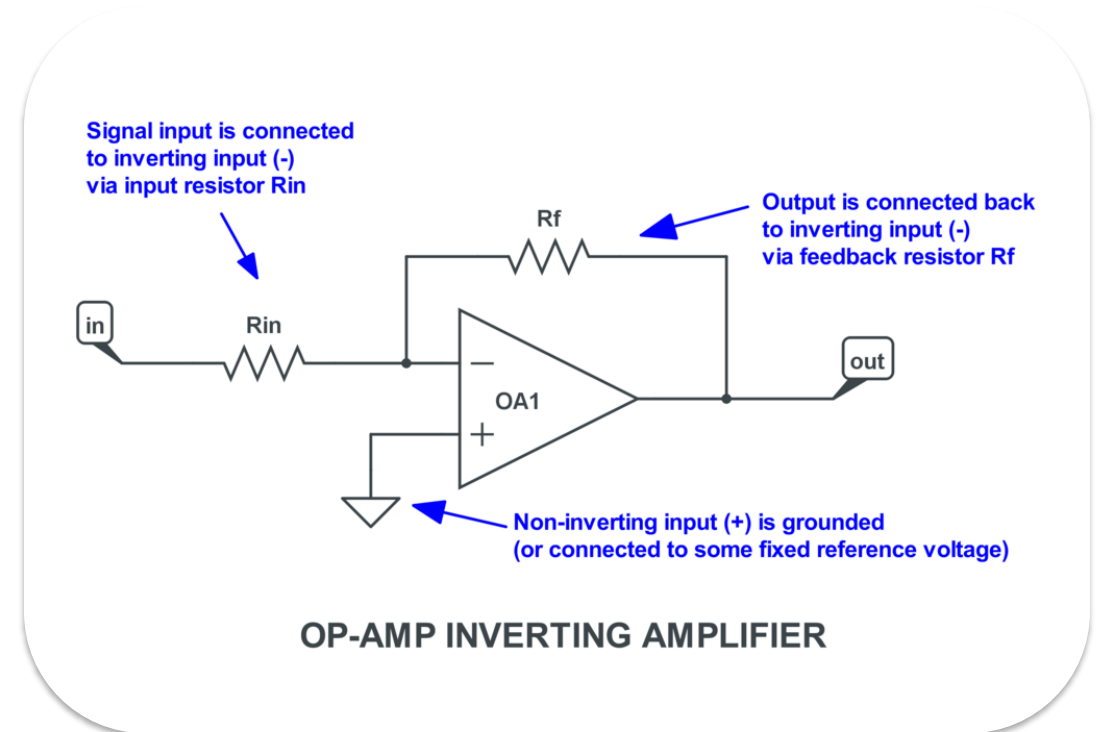 Signal input is connected
to inverting input (-)
via input resistor Rin
Output is connected back
to inverting input (-)
via feedback resistor Rf
Rf
in
Rin
out
−
OA1
+
Non-inverting input (+) is grounded
(or connected to some fixed reference voltage)
OP-AMP INVERTING AMPLIFIER